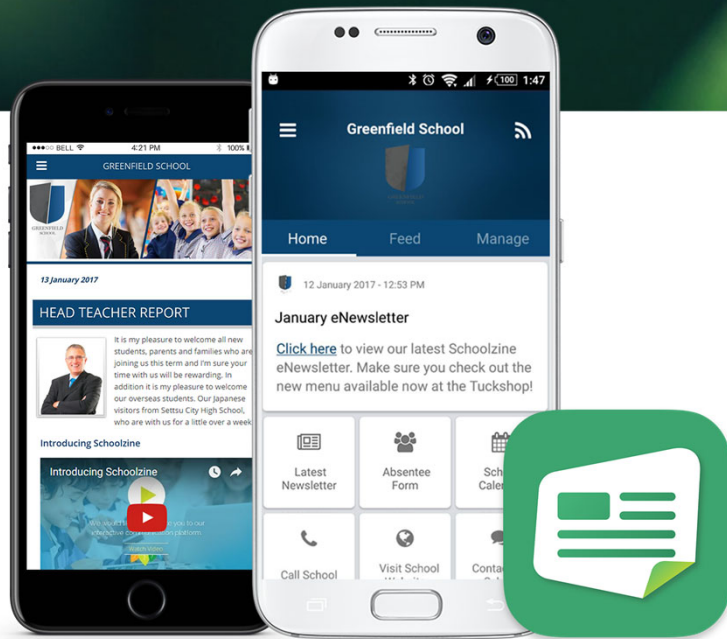 BELL
4:21 PM
100%
GREENFIELD SCHOOL
GREENFIELD
SCHOOL
13 January 2017
HEAD TEACHER REPORT
It is my pleasure to welcome all new
students, parents and families who are
joining us this term and I'm sure your
time with us will be rewarding. In
addition it is my pleasure to welcome
our overseas students. Our Japanese
visitors from Settsu City High School,
who are with us for a little over a week
Introducing Schoolzine
Introducing Schoolzine
Watch Video
100
1:47
Greenfield School
Home
Feed
Manage
12 January 2017 - 12:53 PM
January eNewsletter
Click here to view our latest Schoolzine
eNewsletter. Make sure you check out the
new menu available now at the Tuckshop!
Latest
Newsletter
Absentee
Form
Call School
Visit School